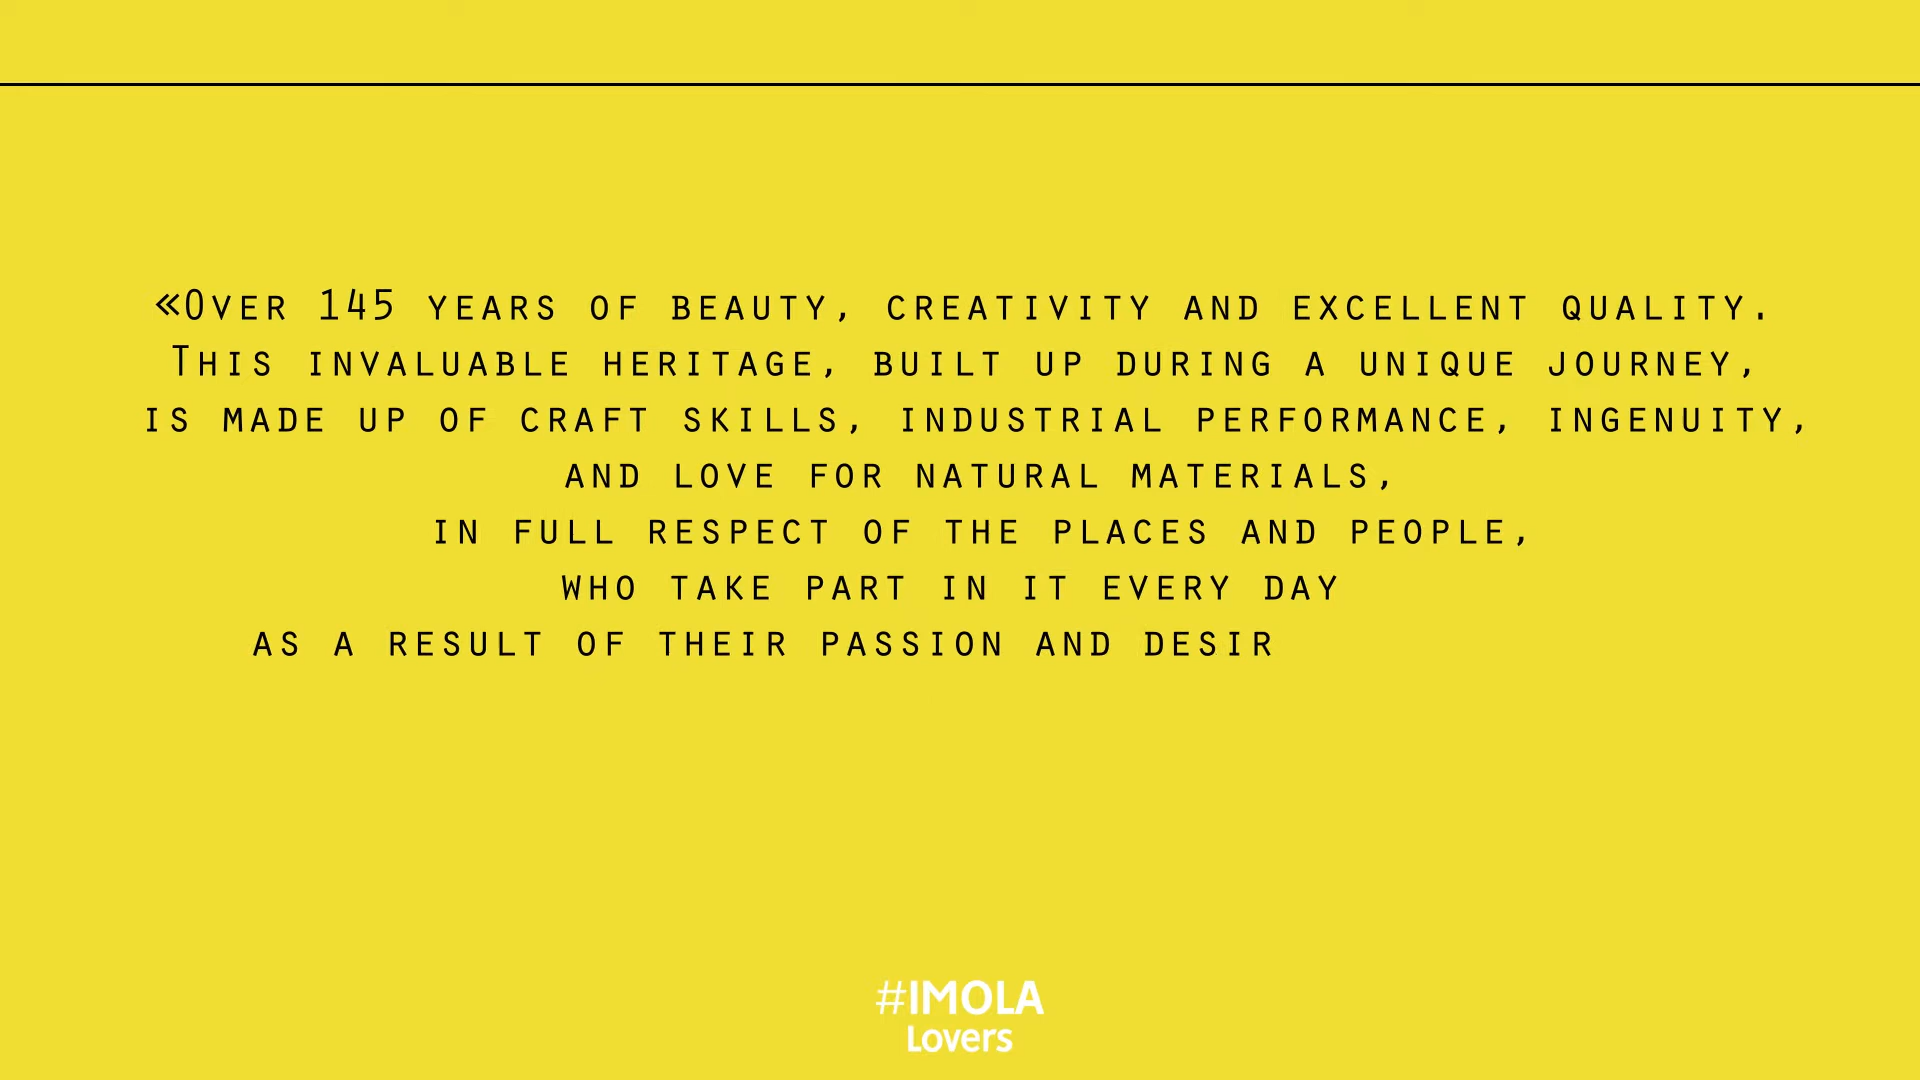 «Over 145 years of beauty, creativity and excellent quality.
This invaluable heritage, built up during a unique journey,
is made up of craft skills, industrial performance, ingenuity,
and love for natural materials,
in full respect of the places and people,
who take part in it every day
as a result of their passion and desir
#IMOLA
Lovers